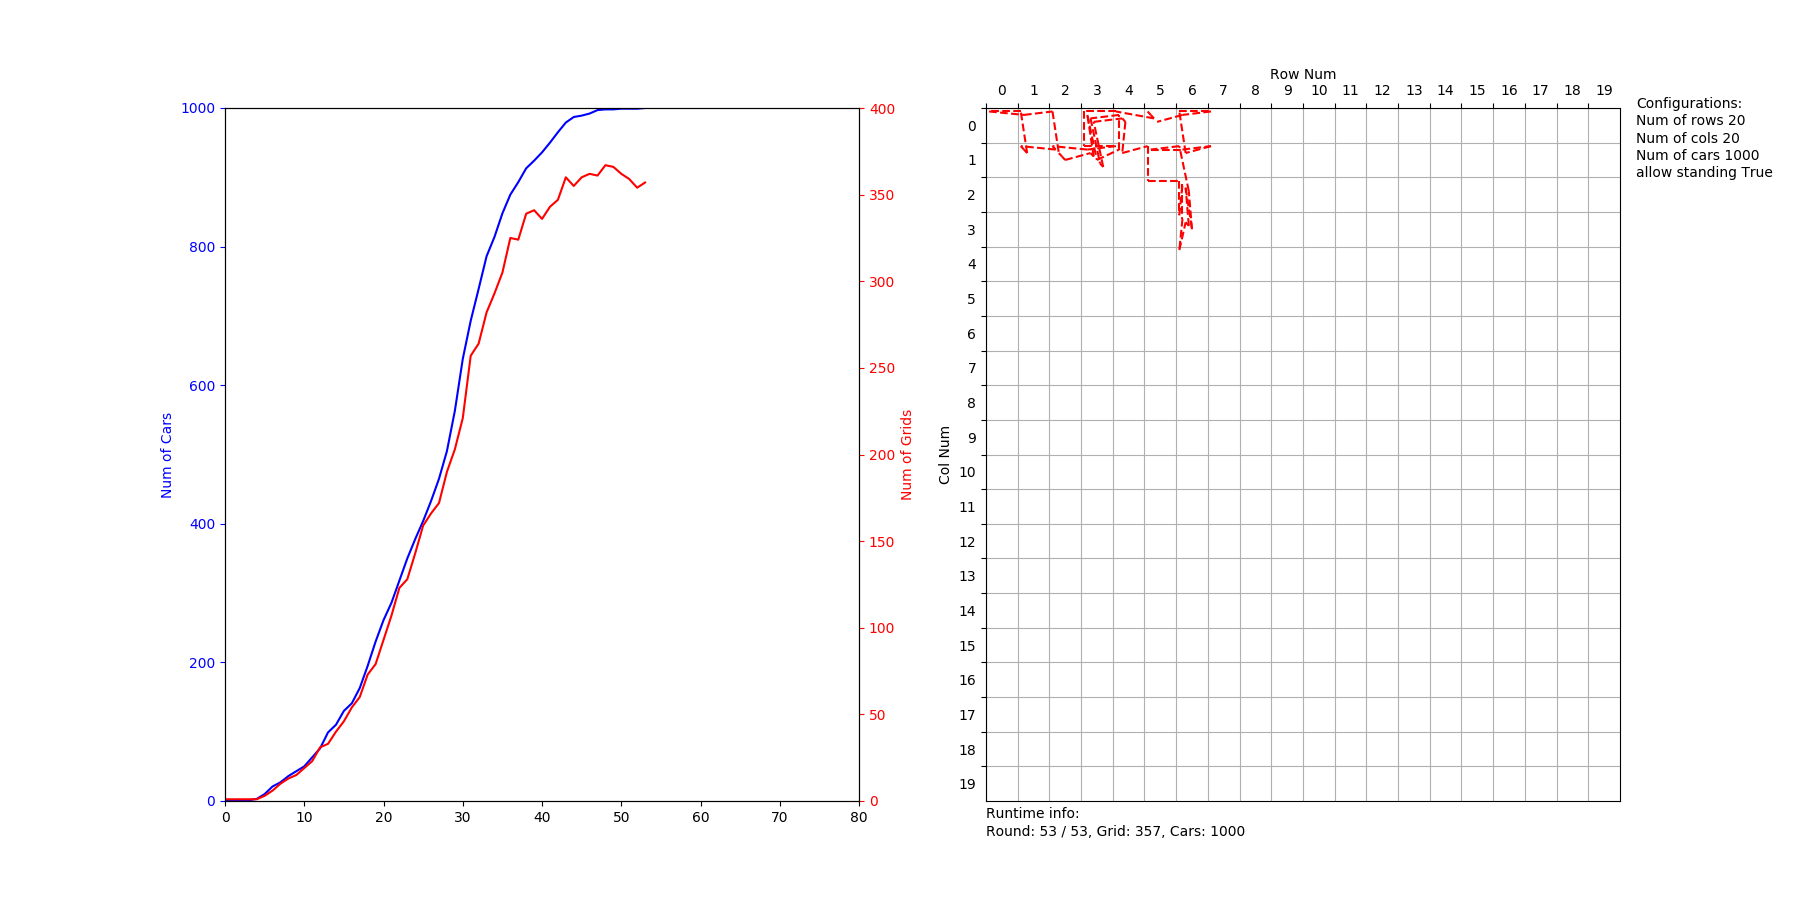 Num of Cars
1000
800
600
400
200
0
0 10 20 30 40 50 60 70 80
400
350
300
250
200
150
100
50
0
Num of Grids
Row Num
0 1 2 3 4 5 6 7 8 9 10 11 12 13 14 15 16 17 18 19
Col Num
0
1
2
3
4
5
6
7
8
9
10
11
12
13
14
15
16
17
18
19
Configurations:
Num of rows 20
Num of cols 20
Num of cars 1000
allow standing True
Runtime info:
Round: 53 / 53, Grid: 357, Cars: 1000